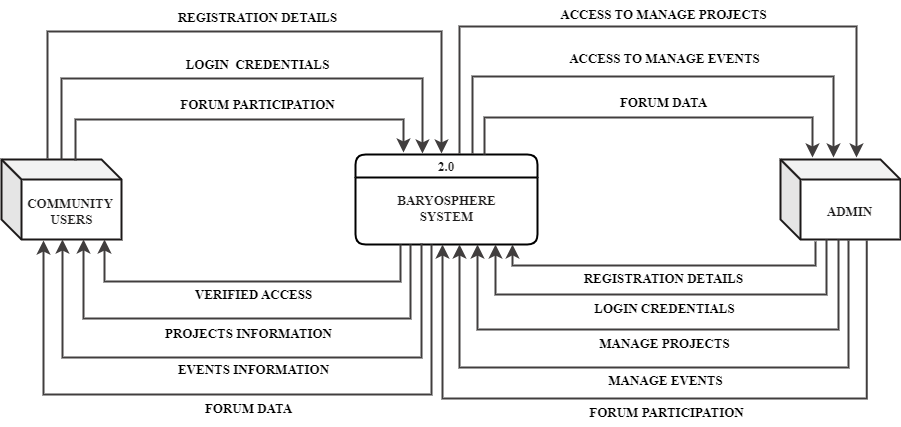 REGISTRATION DETAILS
LOGIN CREDENTIALS
FORUM PARTICIPATION
ACCESS TO MANAGE PROJECTS
ACCESS TO MANAGE EVENTS
FORUM DATA
COMMUNITY
USERS
2.0
BARYOSPHERE
SYSTEM
ADMIN
VERIFIED ACCESS
PROJECTS INFORMATION
EVENTS INFORMATION
FORUM DATA
REGISTRATION DETAILS
LOGIN CREDENTIALS
MANAGE PROJECTS
MANAGE EVENTS
FORUM PARTICIPATION